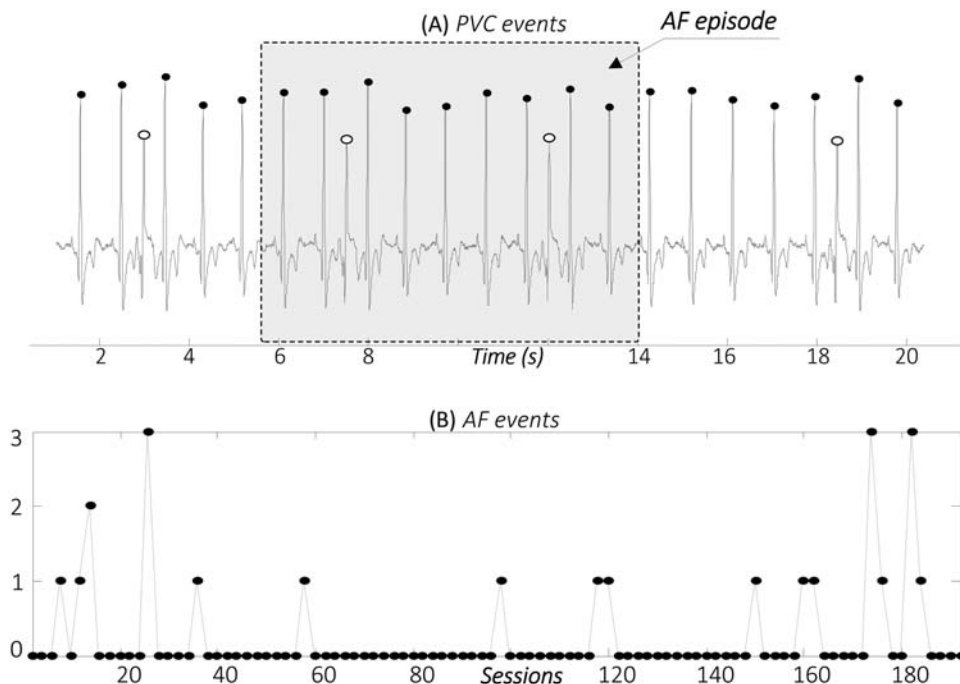 (A) PVC events
AF episode
2 4 6 8 Time (s) 14 16 18 20
(B) AF events
3
2
1
0
20 40 60 80 Sessions 120 140 160 180